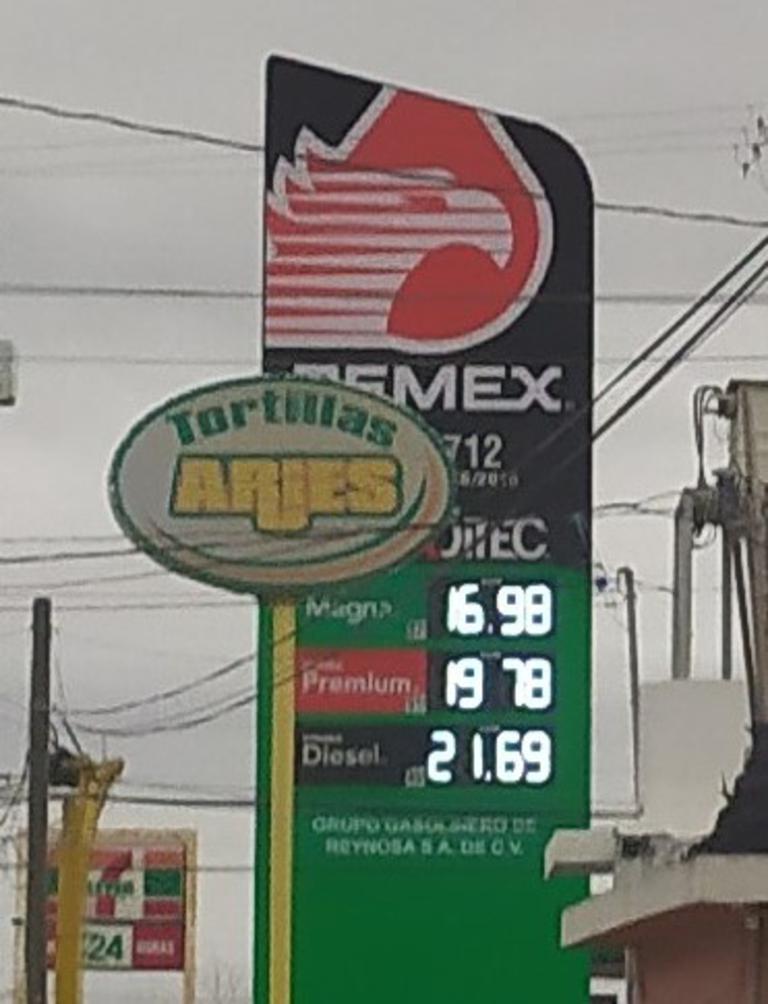 PEMEX
712
Tortillas
ARIES
Magna 16.98
Premium 19 78
Diesel 21.69
GRUPO GASOLINERO DE
REYNOSA S A. DE C.V.
24 HORAS